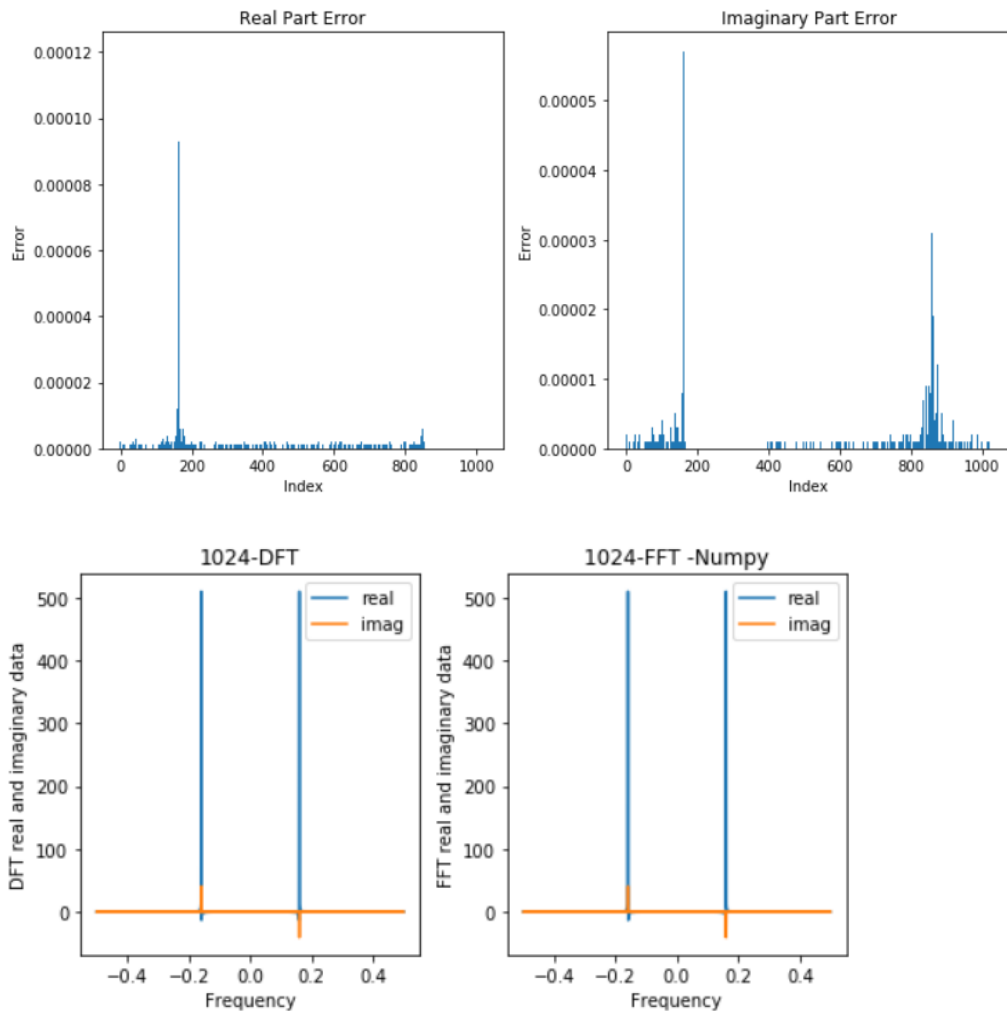 Real Part Error
0.00012
0.00010
0.00008
0.00006
0.00004
0.00002
0.00000
Error
0 200 400 600 800 1000
Index
Imaginary Part Error
0.00005
0.00004
0.00003
0.00002
0.00001
0.00000
Error
0 200 400 600 800 1000
Index
1024-DFT
real
imag
500
400
300
200
100
0
DFT real and imaginary data
−0.4 −0.2 0.0 0.2 0.4
Frequency
1024-FFT -Numpy
real
imag
500
400
300
200
100
0
FFT real and imaginary data
−0.4 −0.2 0.0 0.2 0.4
Frequency